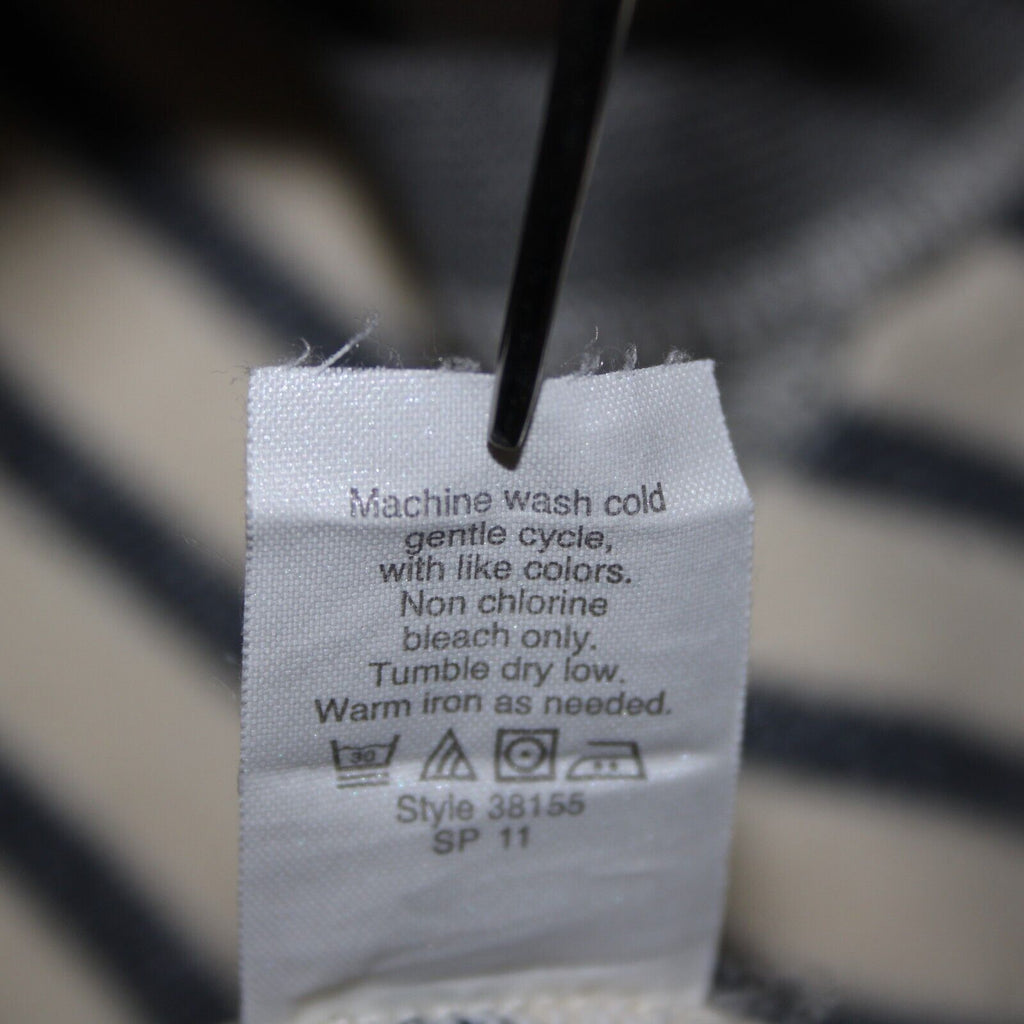 Machine wash cold
gentle cycle,
with like colors.
Non chlorine
bleach only.
Tumble dry low.
Warm iron as needed.
30
Style 38155
SP 11